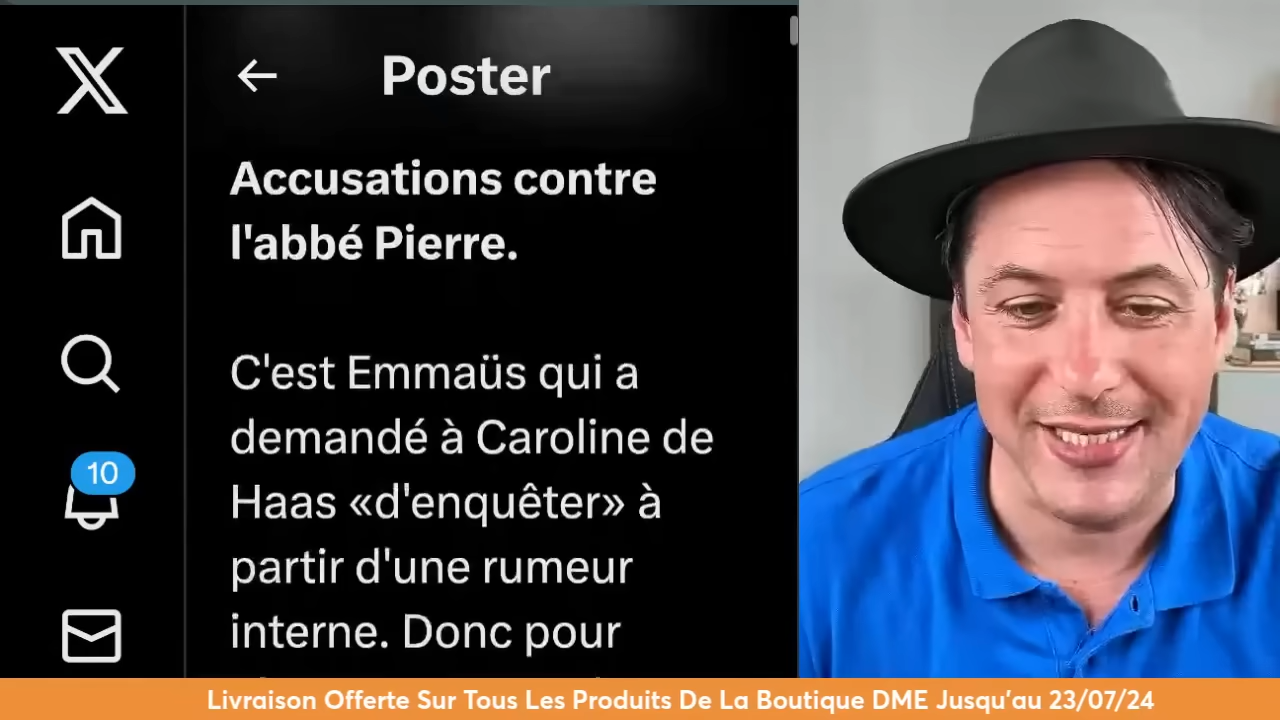 Poster
Accusations contre
l'abbé Pierre.
C'est Emmaüs qui a
demandé à Caroline de
Haas «d'enquêter» à
partir d'une rumeur
interne. Donc pour
10
Livraison Offerte Sur Tous Les Produits De La Boutique DME Jusqu'au 23/07/24